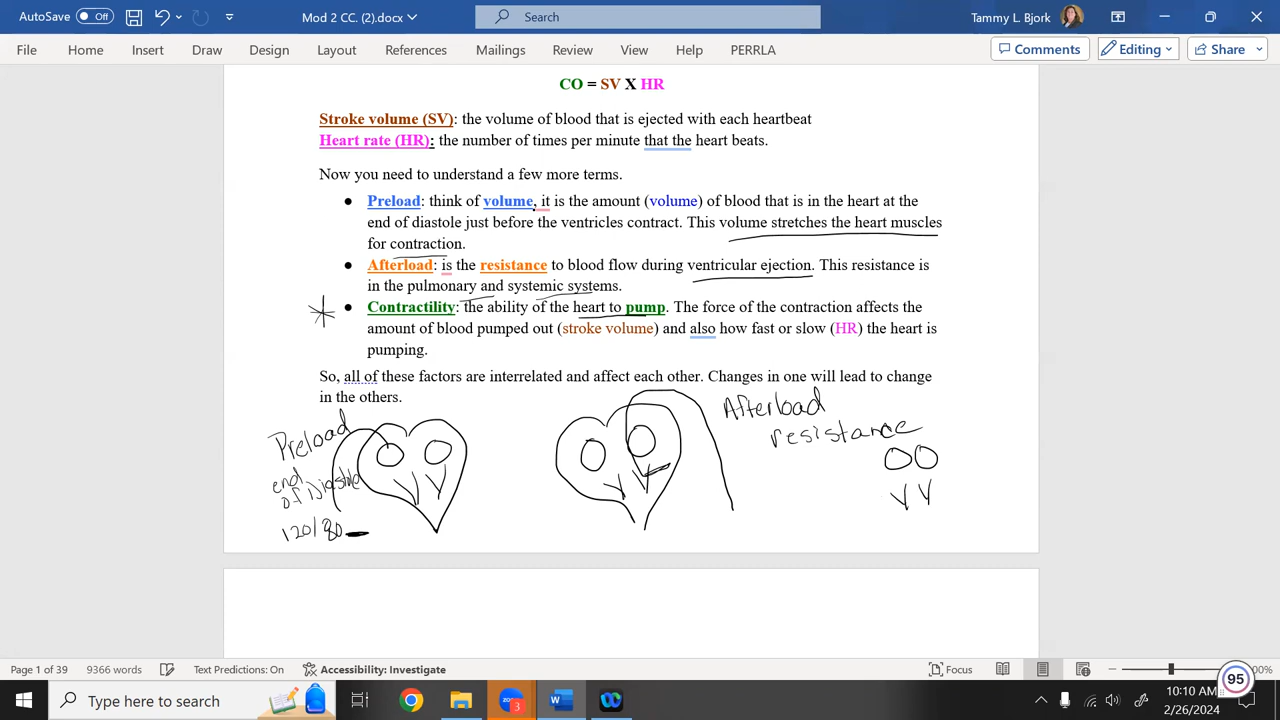 AutoSave Off
Mod 2 CC. (2).docx
Search
Tammy L. Bjork
File Home Insert Draw Design Layout References Mailings Review View Help PERRLA
Comments Editing Share
CO = SV X HR
Stroke volume (SV): the volume of blood that is ejected with each heartbeat
Heart rate (HR): the number of times per minute that the heart beats.
Now you need to understand a few more terms.
● Preload: think of volume, it is the amount (volume) of blood that is in the heart at the
end of diastole just before the ventricles contract. This volume stretches the heart muscles
for contraction.
● Afterload: is the resistance to blood flow during ventricular ejection. This resistance is
in the pulmonary and systemic systems.
● Contractility: the ability of the heart to pump. The force of the contraction affects the
amount of blood pumped out (stroke volume) and also how fast or slow (HR) the heart is
pumping.
So, all of these factors are interrelated and affect each other. Changes in one will lead to change
in the others.
Preload
end
of Diastole
120/80
Afterload
resistance
Page 1 of 39 9366 words Text Predictions: On Accessibility: Investigate
Focus
95
Type here to search
3
10:10 AM
2/26/2024